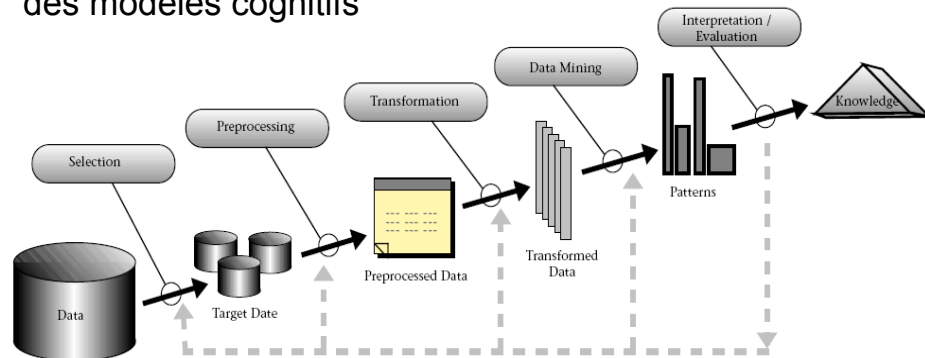 des modèles cognitifs
Interpretation /
Evaluation
Data Mining
Transformation
Preprocessing
Selection
Knowledge
Patterns
Transformed
Data
Preprocessed Data
Target Date
Data